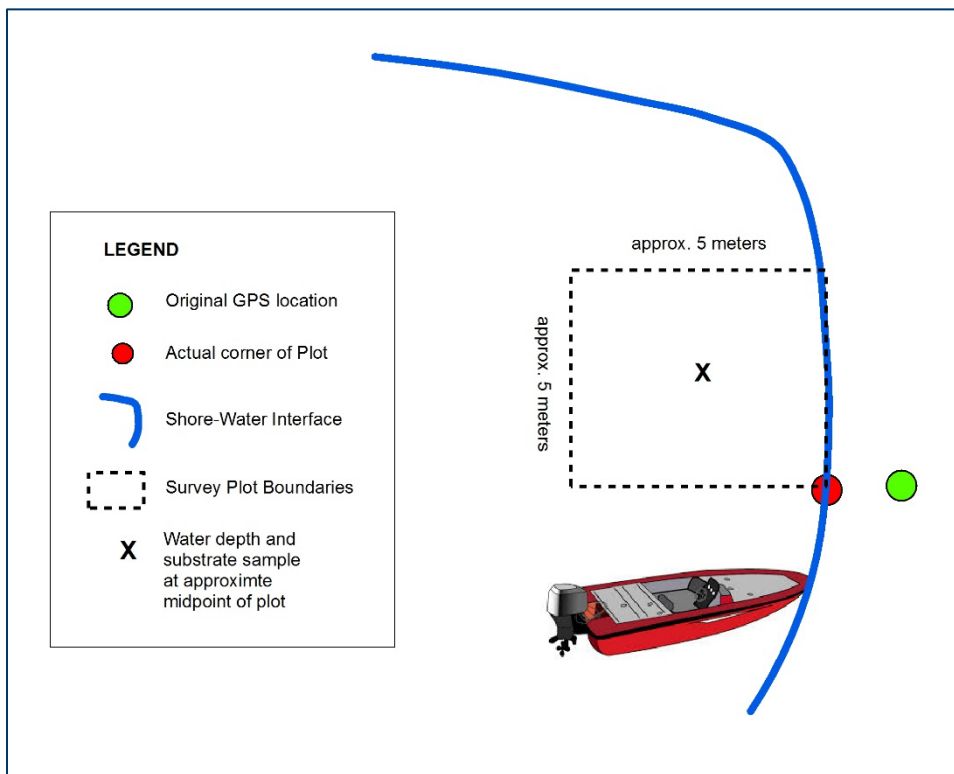 LEGEND
Original GPS location
Actual corner of Plot
Shore-Water Interface
Survey Plot Boundaries
X
Water depth and
substrate sample
at approximte
midpoint of plot
approx. 5 meters
approx. 5 meters
X